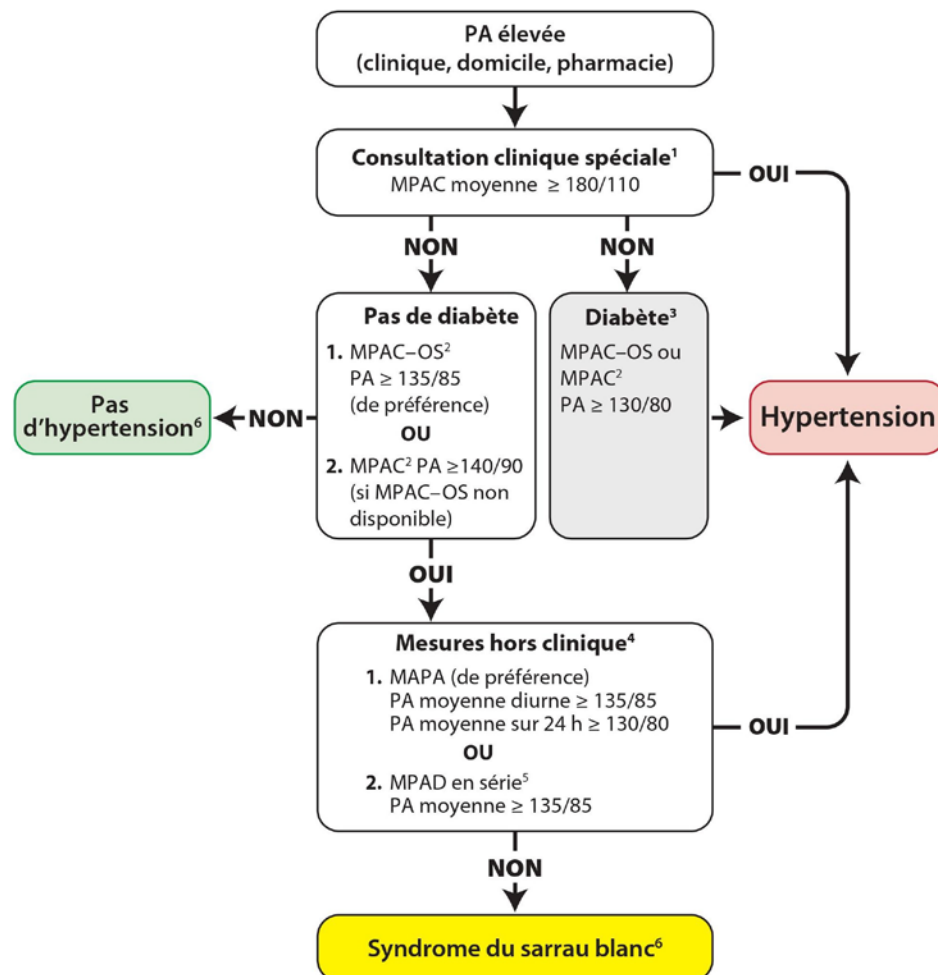 PA élevée
(clinique, domicile, pharmacie)
Consultation clinique spéciale¹
MPAC moyenne ≥ 180/110
OUI
NON
NON
Pas de diabète
1. MPAC–OS²
PA ≥ 135/85
(de préférence)
OU
2. MPAC² PA ≥140/90
(si MPAC–OS non
disponible)
Diabète³
MPAC–OS ou
MPAC²
PA ≥ 130/80
NON
Pas
d'hypertension⁶
Hypertension
OUI
Mesures hors clinique⁴
1. MAPA (de préférence)
PA moyenne diurne ≥ 135/85
PA moyenne sur 24 h ≥ 130/80
OU
2. MPAD en série⁵
PA moyenne ≥ 135/85
OUI
NON
Syndrome du sarrau blanc⁶